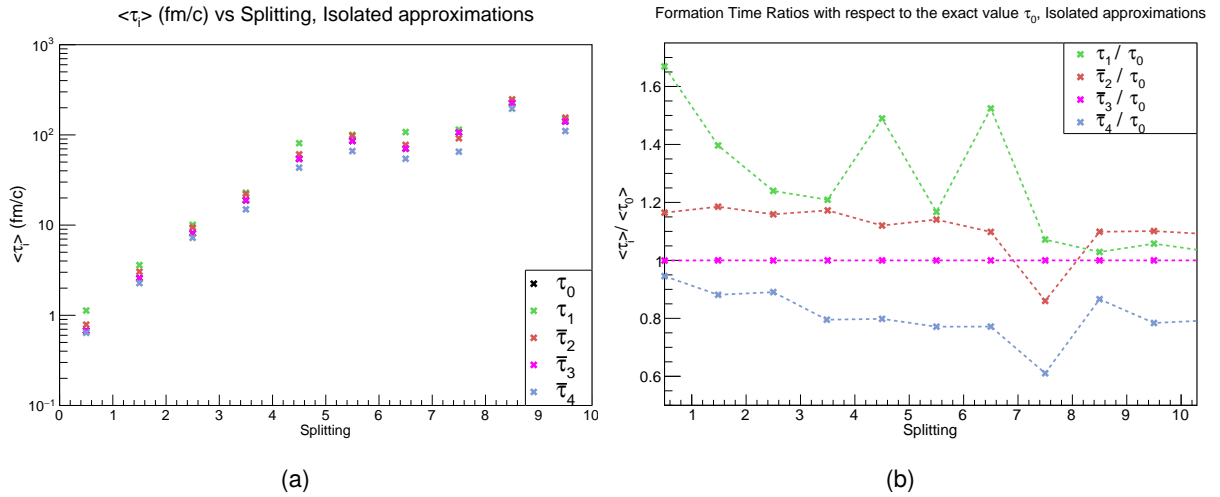 <τᵢ> (fm/c) vs Splitting, Isolated approximations
<τᵢ> (fm/c)
10³
10²
10
1
10⁻¹
τ₀
τ₁
τ̅₂
τ̅₃
τ̅₄
0 1 2 3 4 5 6 7 8 9 10
Splitting
(a)
Formation Time Ratios with respect to the exact value τ₀, Isolated approximations
<τᵢ>/ <τ₀>
1.6
1.4
1.2
1
0.8
0.6
τ₁ / τ₀
τ̅₂ / τ₀
τ̅₃ / τ₀
τ̅₄ / τ₀
1 2 3 4 5 6 7 8 9 10
Splitting
(b)